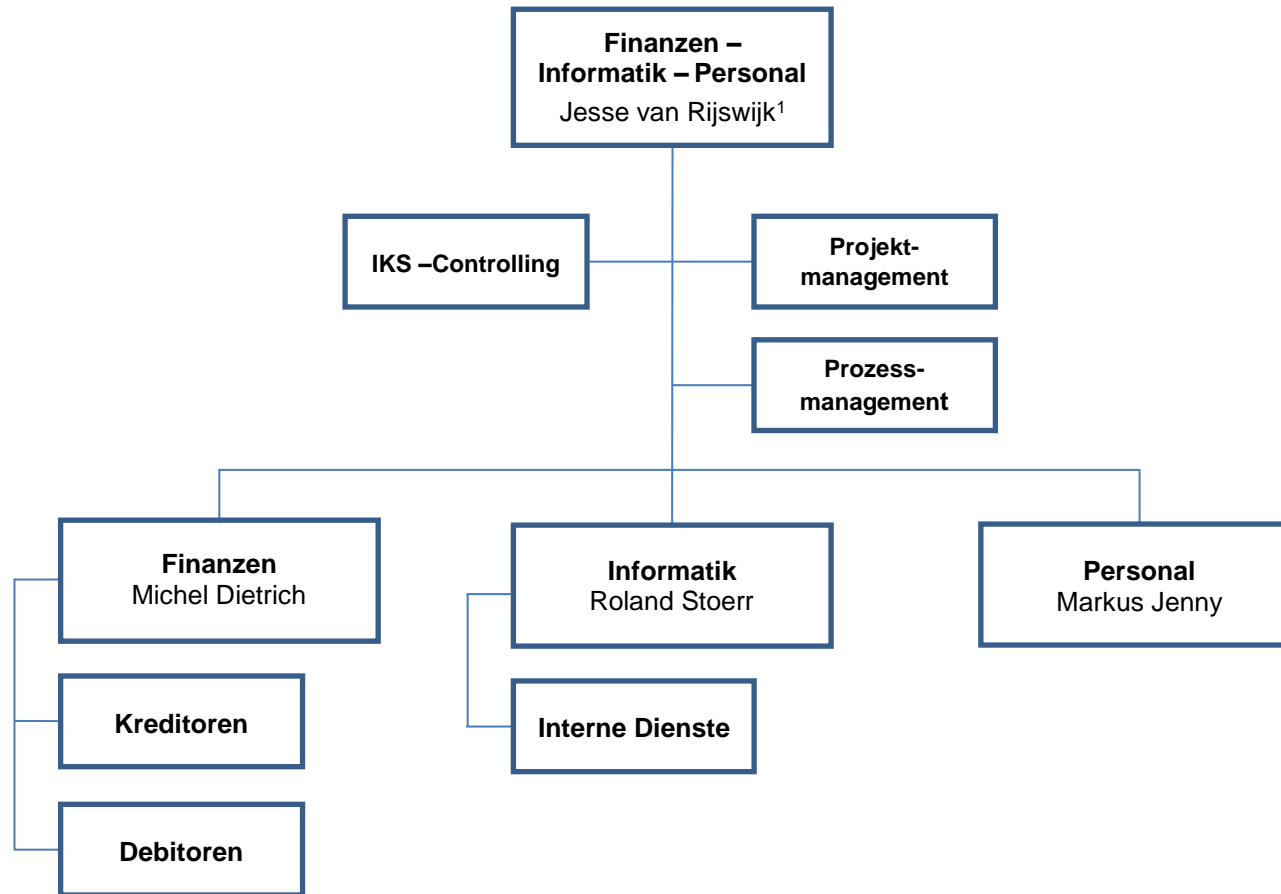 Finanzen –
Informatik – Personal
Jesse van Rijswijk¹
IKS –Controlling
Projekt-
management
Prozess-
management
Finanzen
Michel Dietrich
Informatik
Roland Stoerr
Personal
Markus Jenny
Kreditoren
Interne Dienste
Debitoren